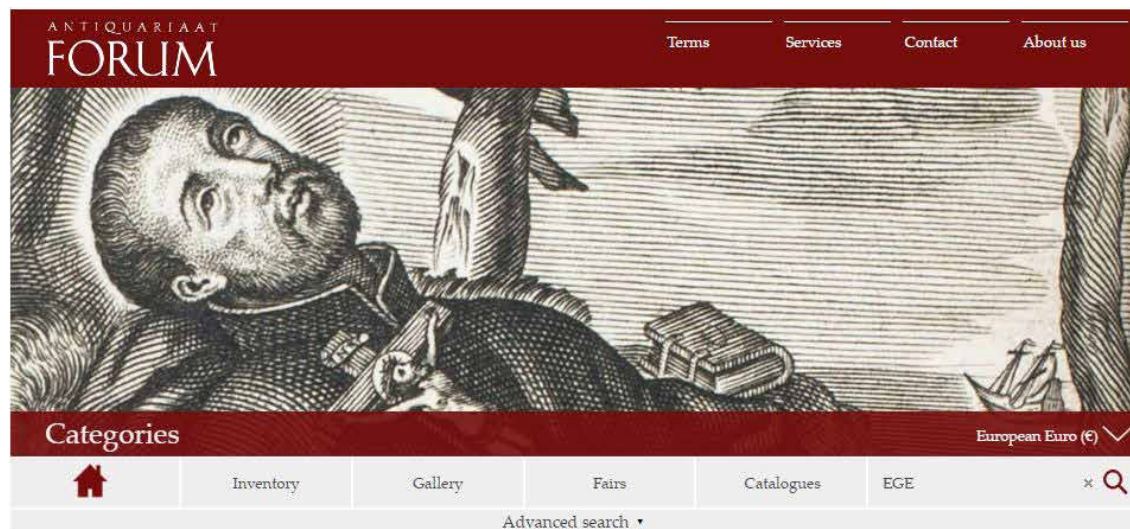 ANTIQUARIAAT
FORUM
Terms Services Contact About us
Categories
European Euro (€)
Inventory Gallery Fairs Catalogues EGE ×
Advanced search ▾